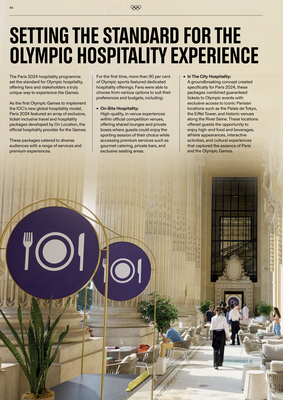 94
SETTING THE STANDARD FOR THE
OLYMPIC HOSPITALITY EXPERIENCE
The Paris 2024 hospitality programme
set the standard for Olympic hospitality,
offering fans and stakeholders a truly
unique way to experience the Games.
As the first Olympic Games to implement
the IOC's new global hospitality model,
Paris 2024 featured an array of exclusive,
all-inclusive travel and hospitality
packages developed by On Location, the
official hospitality provider for the Games.
These packages catered to diverse
audiences with a range of services and
premium experiences.
For the first time, more than 90 per cent
of Olympic sports featured dedicated
hospitality offerings. Fans were able to
choose from various options to suit their
preferences and budgets, including:
• On-Site Hospitality:
High-quality, in-venue experiences
within official competition venues,
offering shared lounges and private
boxes where guests could enjoy the
sporting session of their choice while
accessing premium services such as
gourmet catering, private bars, and
exclusive seating areas.
• In The City Hospitality:
A groundbreaking concept created
specifically for Paris 2024, these
packages combined guaranteed
tickets to Olympic events with
exclusive access to iconic Parisian
locations such as the Palais de Tokyo,
the Eiffel Tower, and historic venues
along the River Seine. These locations
offered guests the opportunity to
enjoy high-end food and beverages,
athlete appearances, interactive
activities, and cultural experiences
that captured the essence of Paris
and the Olympic Games.